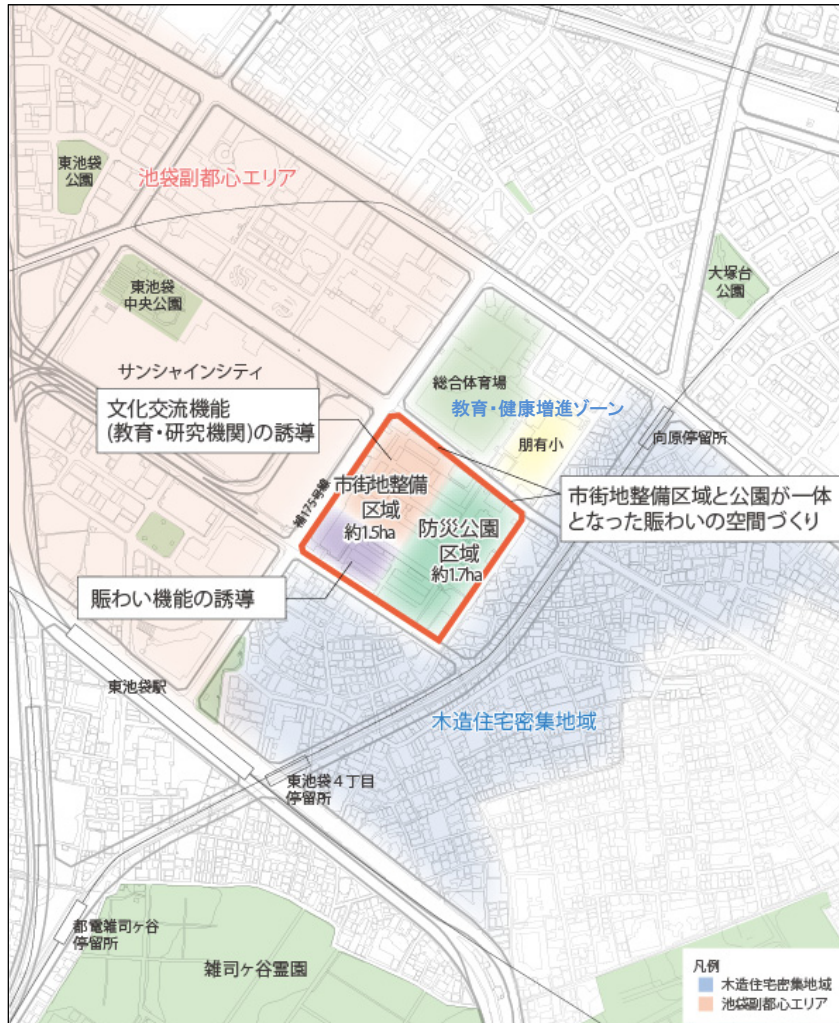 東池袋
公園
池袋副都心エリア
大塚台
公園
東池袋
中央公園
サンシャインシティ
総合体育場
教育・健康増進ゾーン
朋有小
向原停留所
文化交流機能
(教育・研究機関)の誘導
補175号線
市街地整備
区域
約1.5ha
防災公園
区域
約1.7ha
市街地整備区域と公園が一体
となった賑わいの空間づくり
賑わい機能の誘導
東池袋駅
木造住宅密集地域
東池袋4丁目
停留所
都電雑司ヶ谷
停留所
雑司ヶ谷霊園
凡例
木造住宅密集地域
池袋副都心エリア